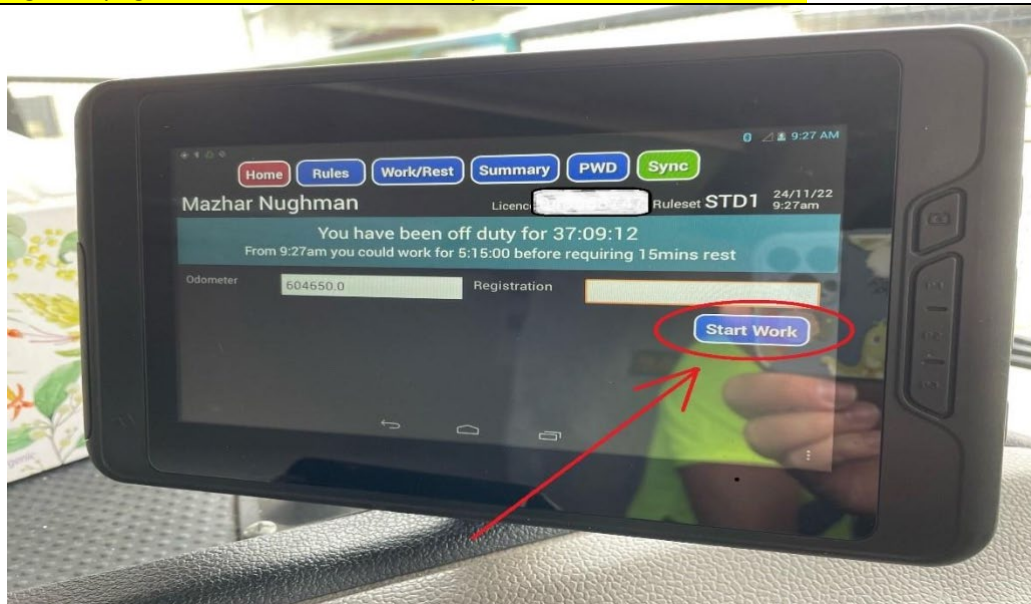 9:27 AM
Home Rules Work/Rest Summary PWD Sync
Mazhar Nughman Licence Ruleset STD1 24/11/22
9:27am
You have been off duty for 37:09:12
From 9:27am you could work for 5:15:00 before requiring 15mins rest
Odometer 604650.0 Registration
Start Work